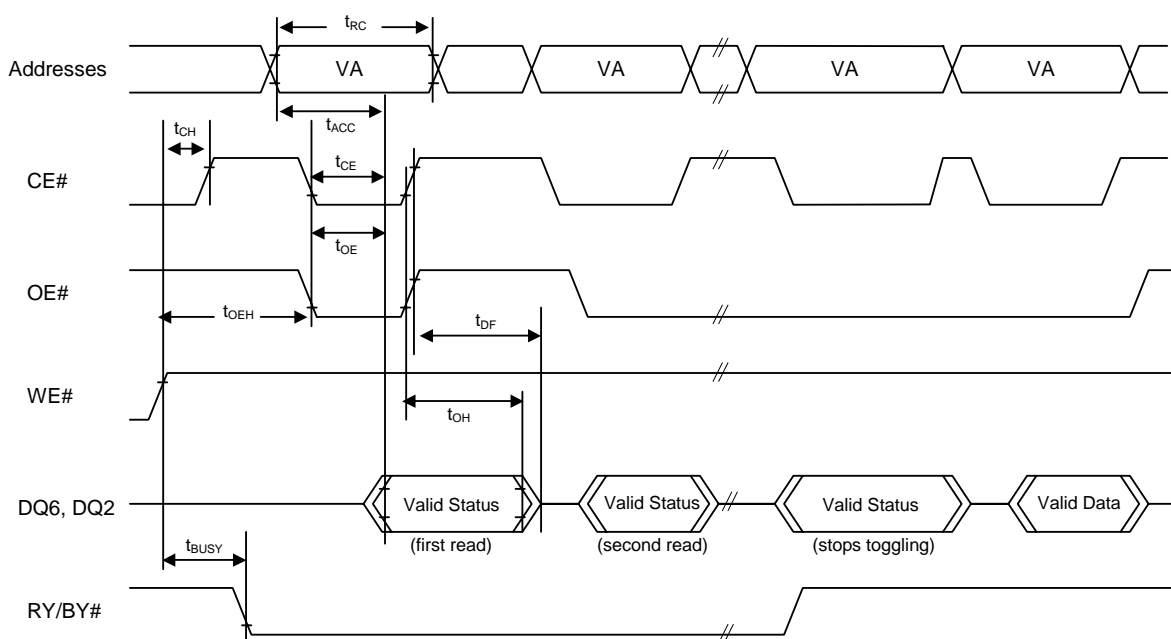 tRC
Addresses VA VA VA VA
tACC
tCH
tCE
CE#
tOE
OE#
tOEH
tDF
WE#
tOH
DQ6, DQ2 Valid Status Valid Status Valid Status Valid Data
(first read) (second read) (stops toggling)
tBUSY
RY/BY#